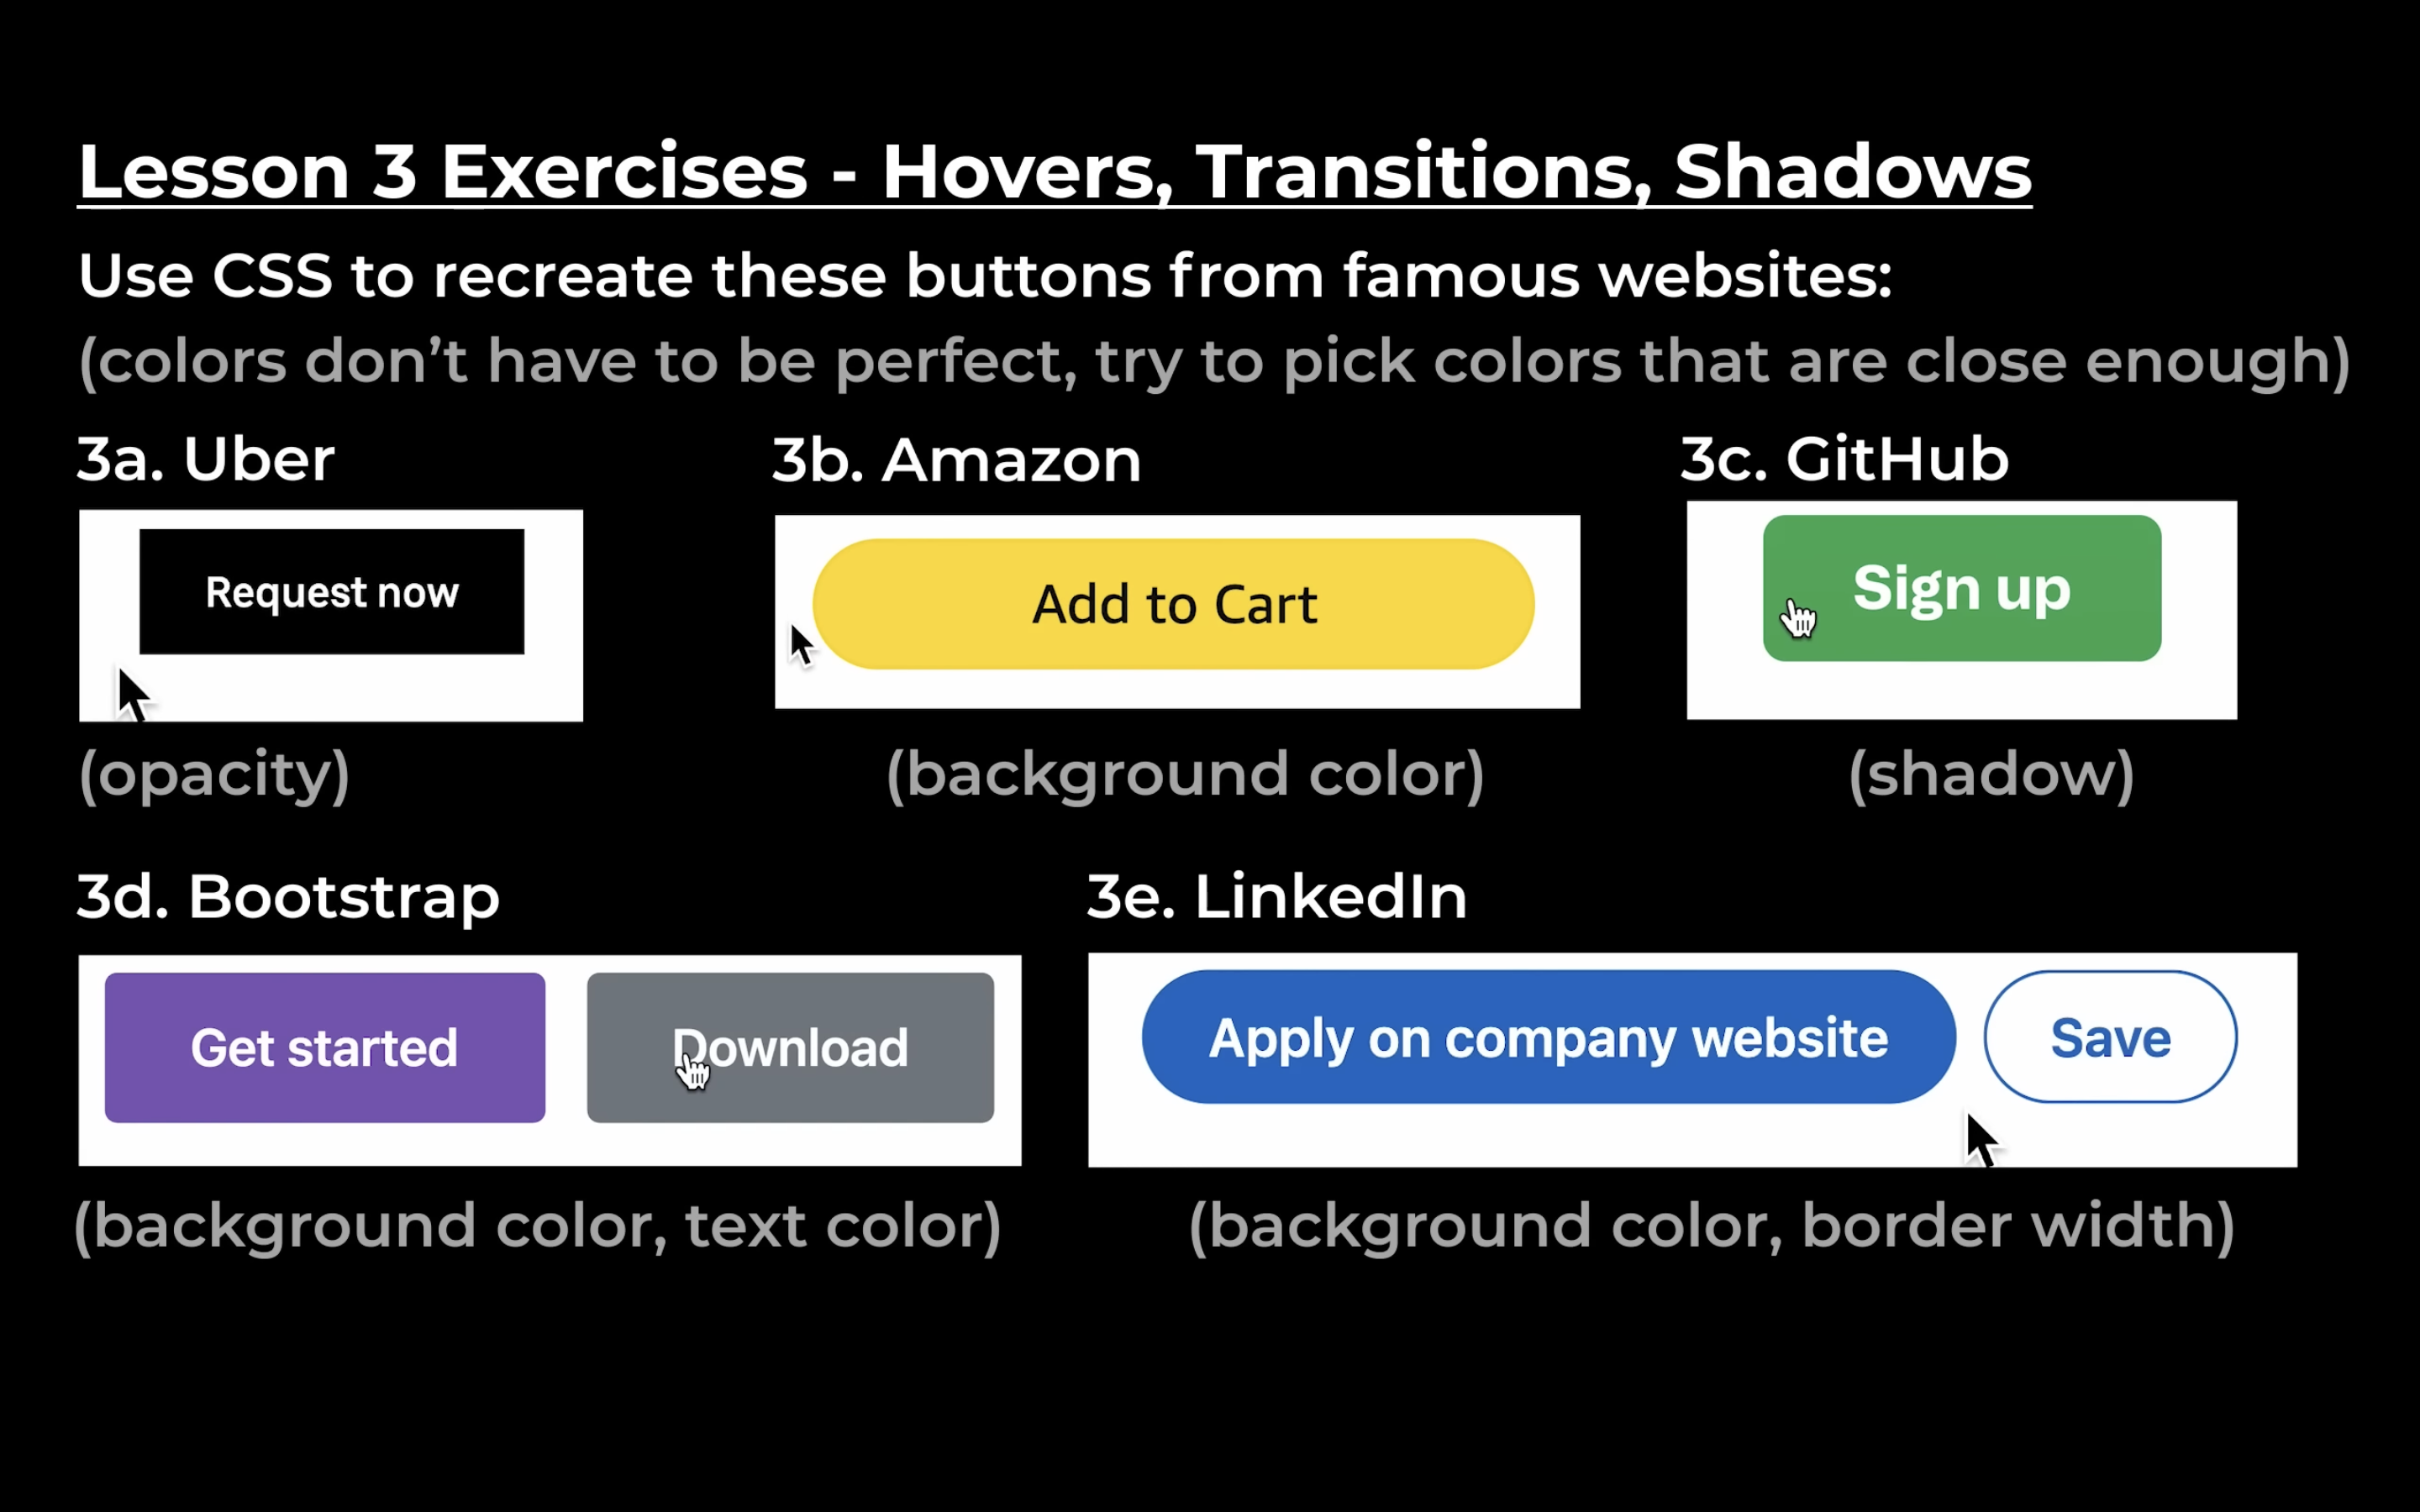 Lesson 3 Exercises - Hovers, Transitions, Shadows
Use CSS to recreate these buttons from famous websites:
(colors don’t have to be perfect, try to pick colors that are close enough)
3a. Uber
Request now
(opacity)
3b. Amazon
Add to Cart
(background color)
3c. GitHub
Sign up
(shadow)
3d. Bootstrap
Get started
Download
(background color, text color)
3e. LinkedIn
Apply on company website
Save
(background color, border width)